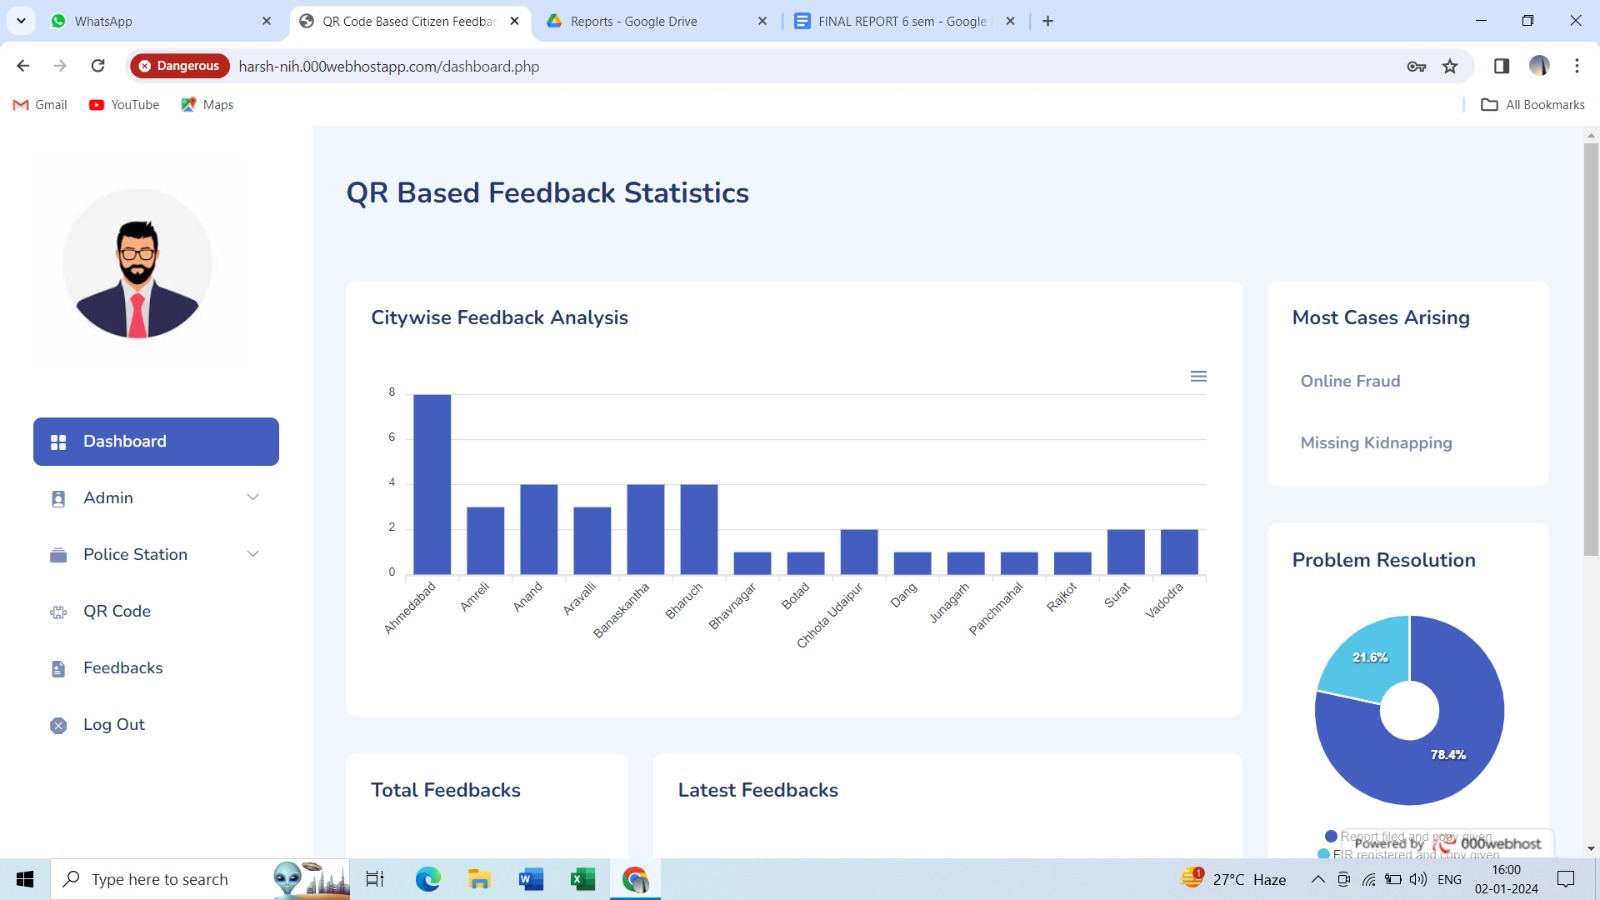 WhatsApp
QR Code Based Citizen Feedbac
Reports - Google Drive
FINAL REPORT 6 sem - Google
Dangerous
harsh-nih.000webhostapp.com/dashboard.php
Gmail
YouTube
Maps
All Bookmarks
QR Based Feedback Statistics
Citywise Feedback Analysis
8
6
4
2
0
Ahmedabad
Amreli
Anand
Aravalli
Banaskantha
Bharuch
Bhavnagar
Botad
Chhota Udaipur
Dang
Junagarh
Panchmahal
Rajkot
Surat
Vadodra
Most Cases Arising
Online Fraud
Missing Kidnapping
Problem Resolution
21.6%
78.4%
Report filed and copy given
FIR registered and copy given
Powered by 000webhost
Dashboard
Admin
Police Station
QR Code
Feedbacks
Log Out
Total Feedbacks
Latest Feedbacks
Type here to search
W
X
1
27°C Haze
ENG
16:00
02-01-2024